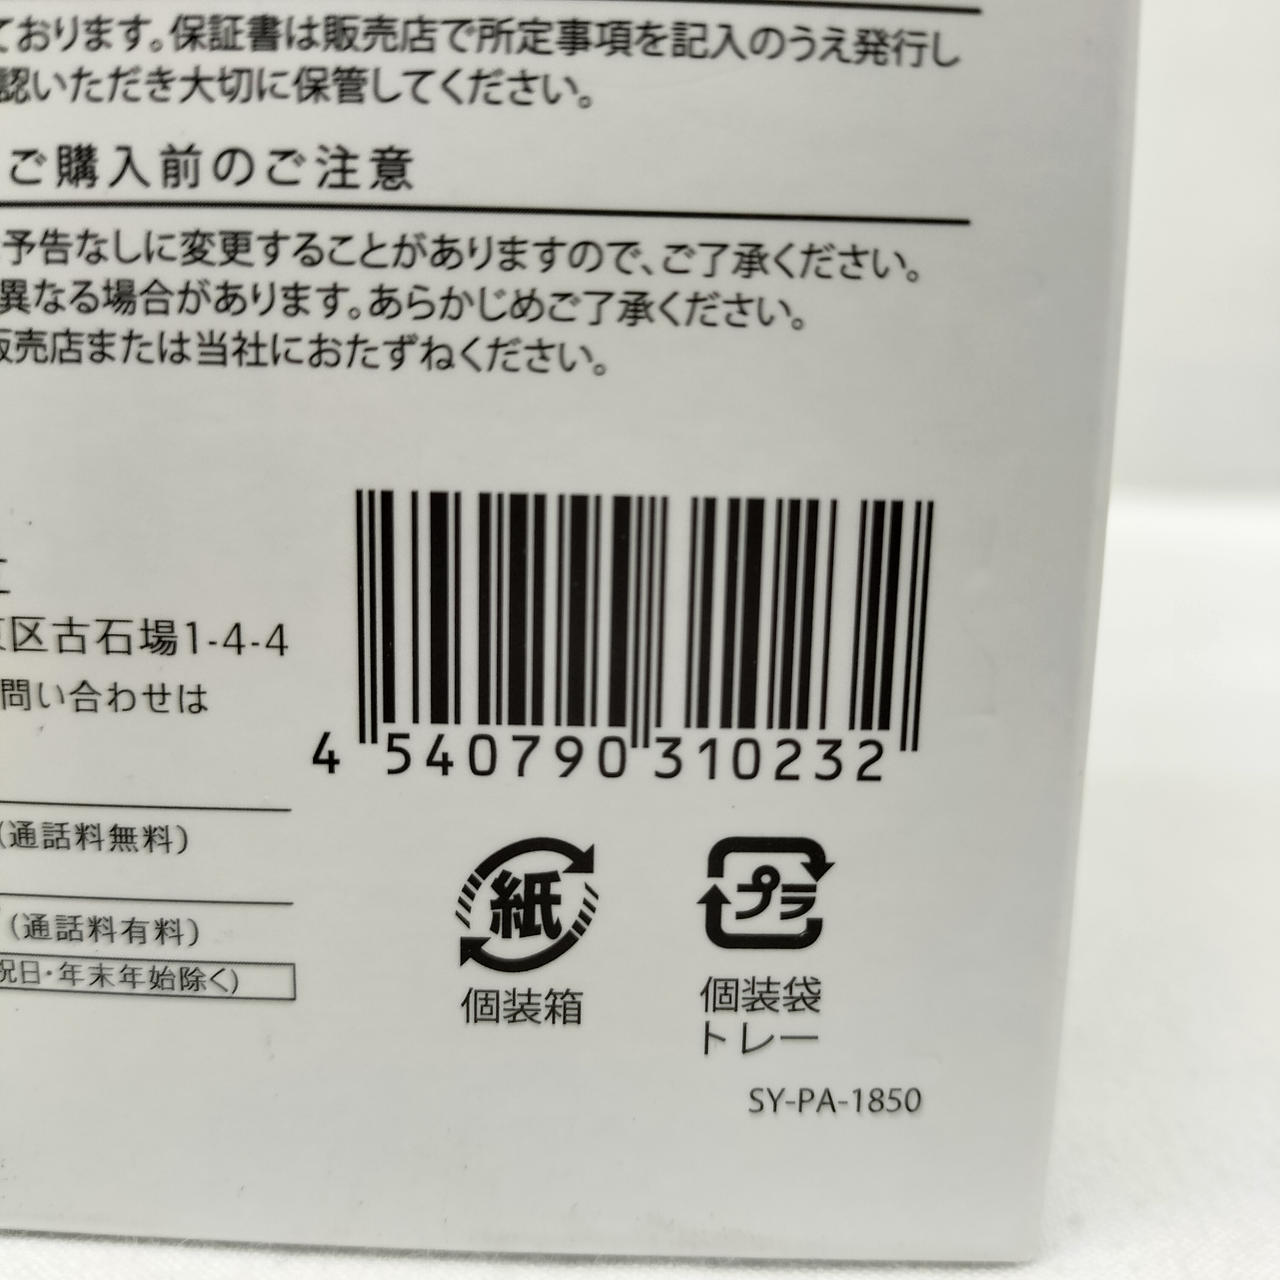 ております。保証書は販売店で所定事項を記入のうえ発行し
認いただき大切に保管してください。
ご購入前のご注意
予告なしに変更することがありますので、ご了承ください。
異なる場合があります。あらかじめご了承ください。
販売店または当社におたずねください。
区古石場1-4-4
問い合わせは
4 540790 310232
(通話料無料)
(通話料有料)
祝日・年末年始除く)
紙
プラ
個装箱
個装袋
トレー
SY-PA-1850